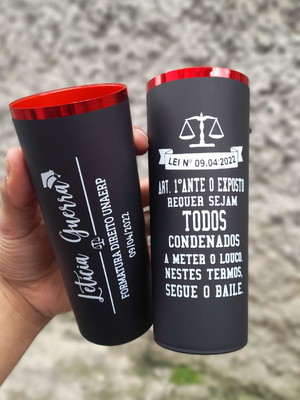 Letícia Guerra
FORMATURA DIREITO UNAERP
09/04/2022
LEI Nº 09.04.2022
ART. 1º ANTE O EXPOSTO
REQUER SEJAM
TODOS
CONDENADOS
A METER O LOUCO.
NESTES TERMOS,
SEGUE O BAILE.